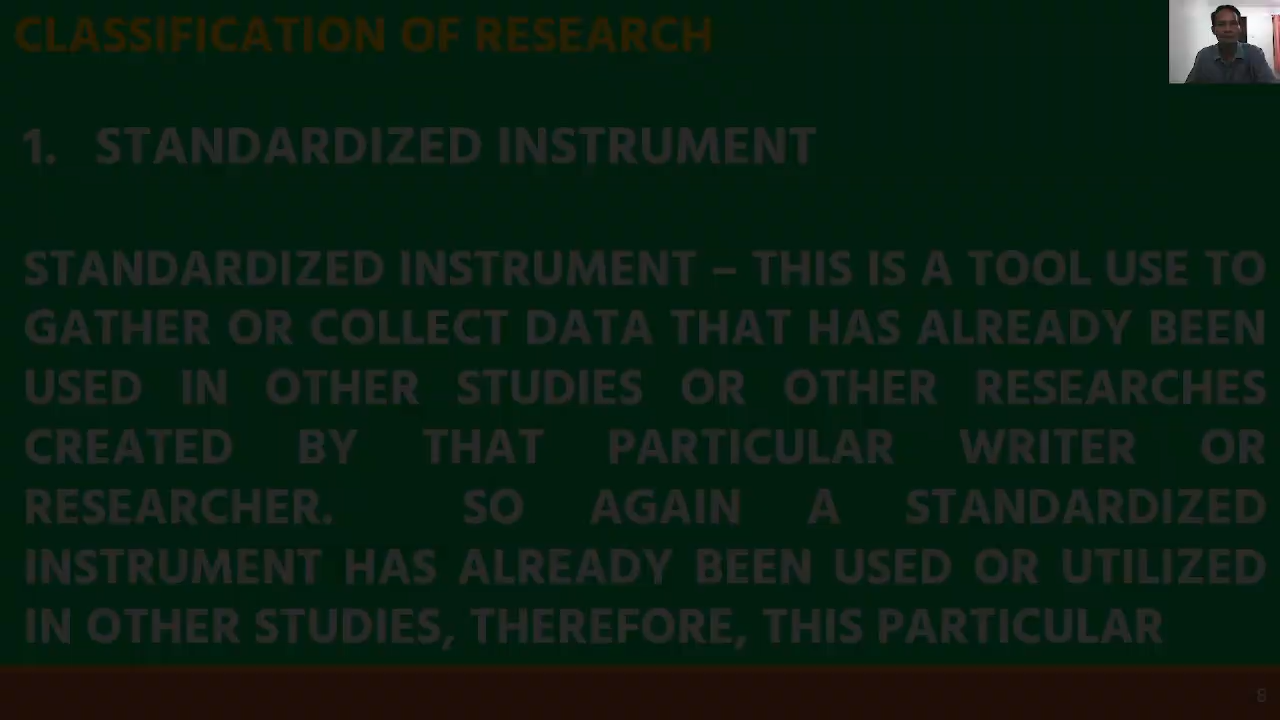 CLASSIFICATION OF RESEARCH
1. STANDARDIZED INSTRUMENT
STANDARDIZED INSTRUMENT – THIS IS A TOOL USE TO
GATHER OR COLLECT DATA THAT HAS ALREADY BEEN
USED IN OTHER STUDIES OR OTHER RESEARCHES
CREATED BY THAT PARTICULAR WRITER OR
RESEARCHER. SO AGAIN A STANDARDIZED
INSTRUMENT HAS ALREADY BEEN USED OR UTILIZED
IN OTHER STUDIES, THEREFORE, THIS PARTICULAR
8